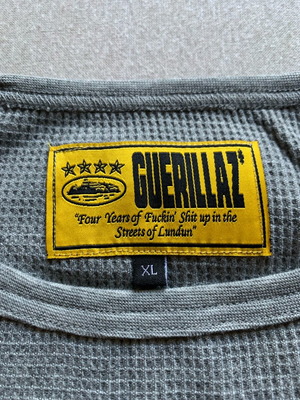 GUERILLAZ
"Four Years of Fuckin' Shit up in the
Streets of Lundun"
XL